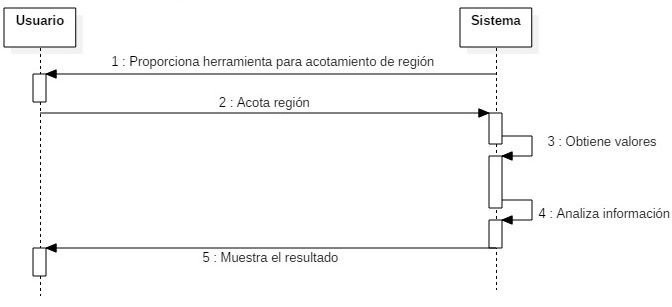 Usuario
Sistema
1 : Proporciona herramienta para acotamiento de región
2 : Acota región
3 : Obtiene valores
4 : Analiza información
5 : Muestra el resultado